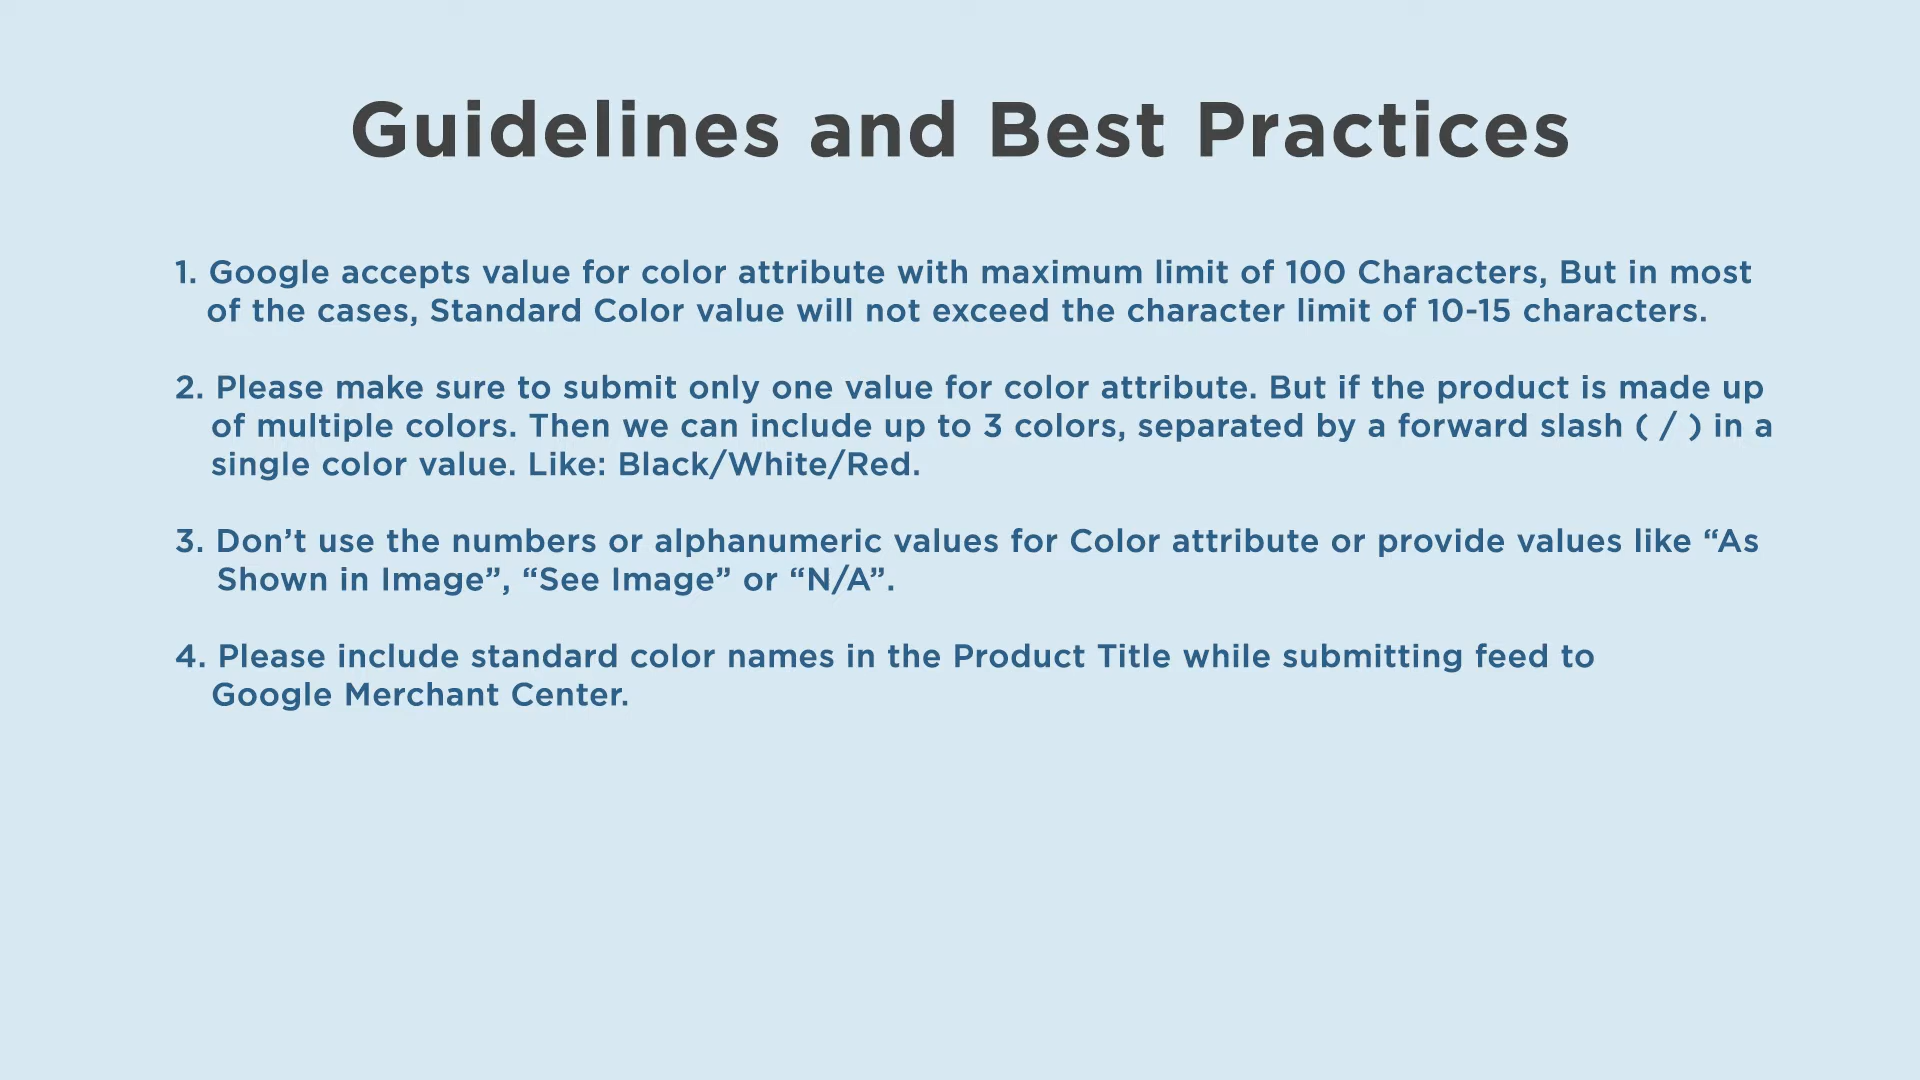 Guidelines and Best Practices
1. Google accepts value for color attribute with maximum limit of 100 Characters, But in most
of the cases, Standard Color value will not exceed the character limit of 10-15 characters.
2. Please make sure to submit only one value for color attribute. But if the product is made up
of multiple colors. Then we can include up to 3 colors, separated by a forward slash ( / ) in a
single color value. Like: Black/White/Red.
3. Don’t use the numbers or alphanumeric values for Color attribute or provide values like “As
Shown in Image”, “See Image” or “N/A”.
4. Please include standard color names in the Product Title while submitting feed to
Google Merchant Center.